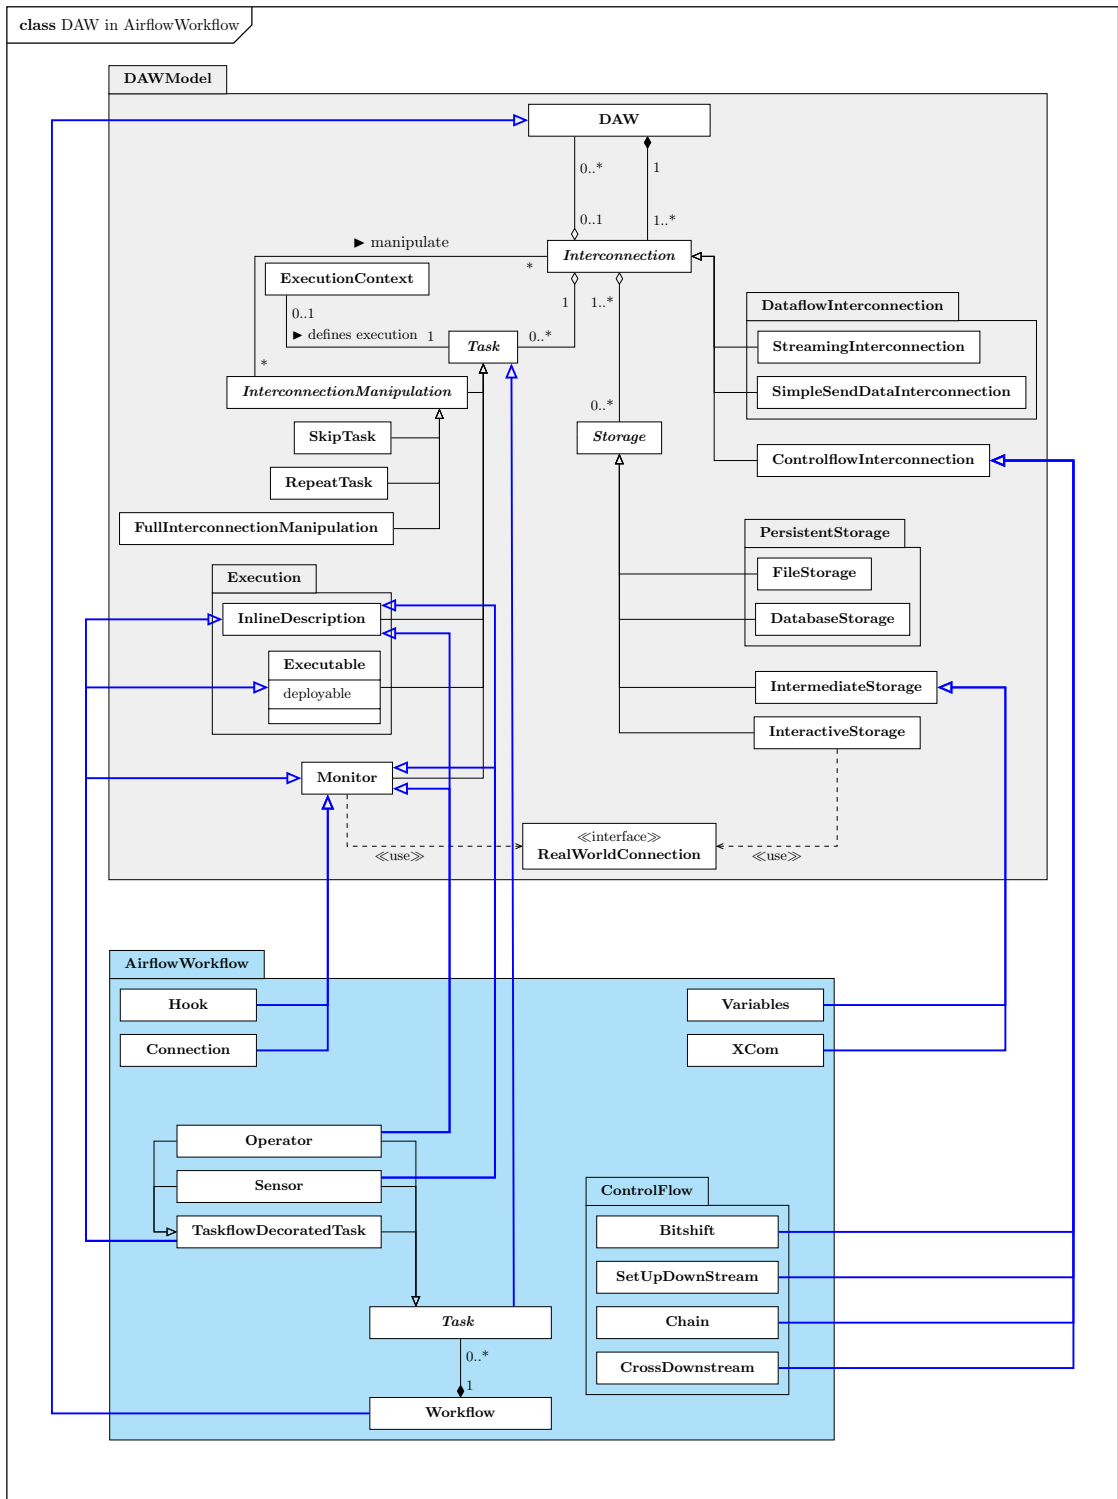 class DAW in AirflowWorkflow
DAWModel
DAW
0..*
1
0..1
1..*
► manipulate
Interconnection
*
ExecutionContext
1
1..*
DataflowInterconnection
0..1
► defines execution
1
0..*
Task
StreamingInterconnection
*
InterconnectionManipulation
SimpleSendDataInterconnection
0..*
SkipTask
Storage
ControlflowInterconnection
RepeatTask
FullInterconnectionManipulation
PersistentStorage
Execution
FileStorage
InlineDescription
DatabaseStorage
Executable
deployable
IntermediateStorage
InteractiveStorage
Monitor
≪interface≫
RealWorldConnection
≪use≫
≪use≫
AirflowWorkflow
Hook
Variables
Connection
XCom
Operator
Sensor
ControlFlow
TaskflowDecoratedTask
Bitshift
SetUpDownStream
Task
Chain
0..*
CrossDownstream
1
Workflow